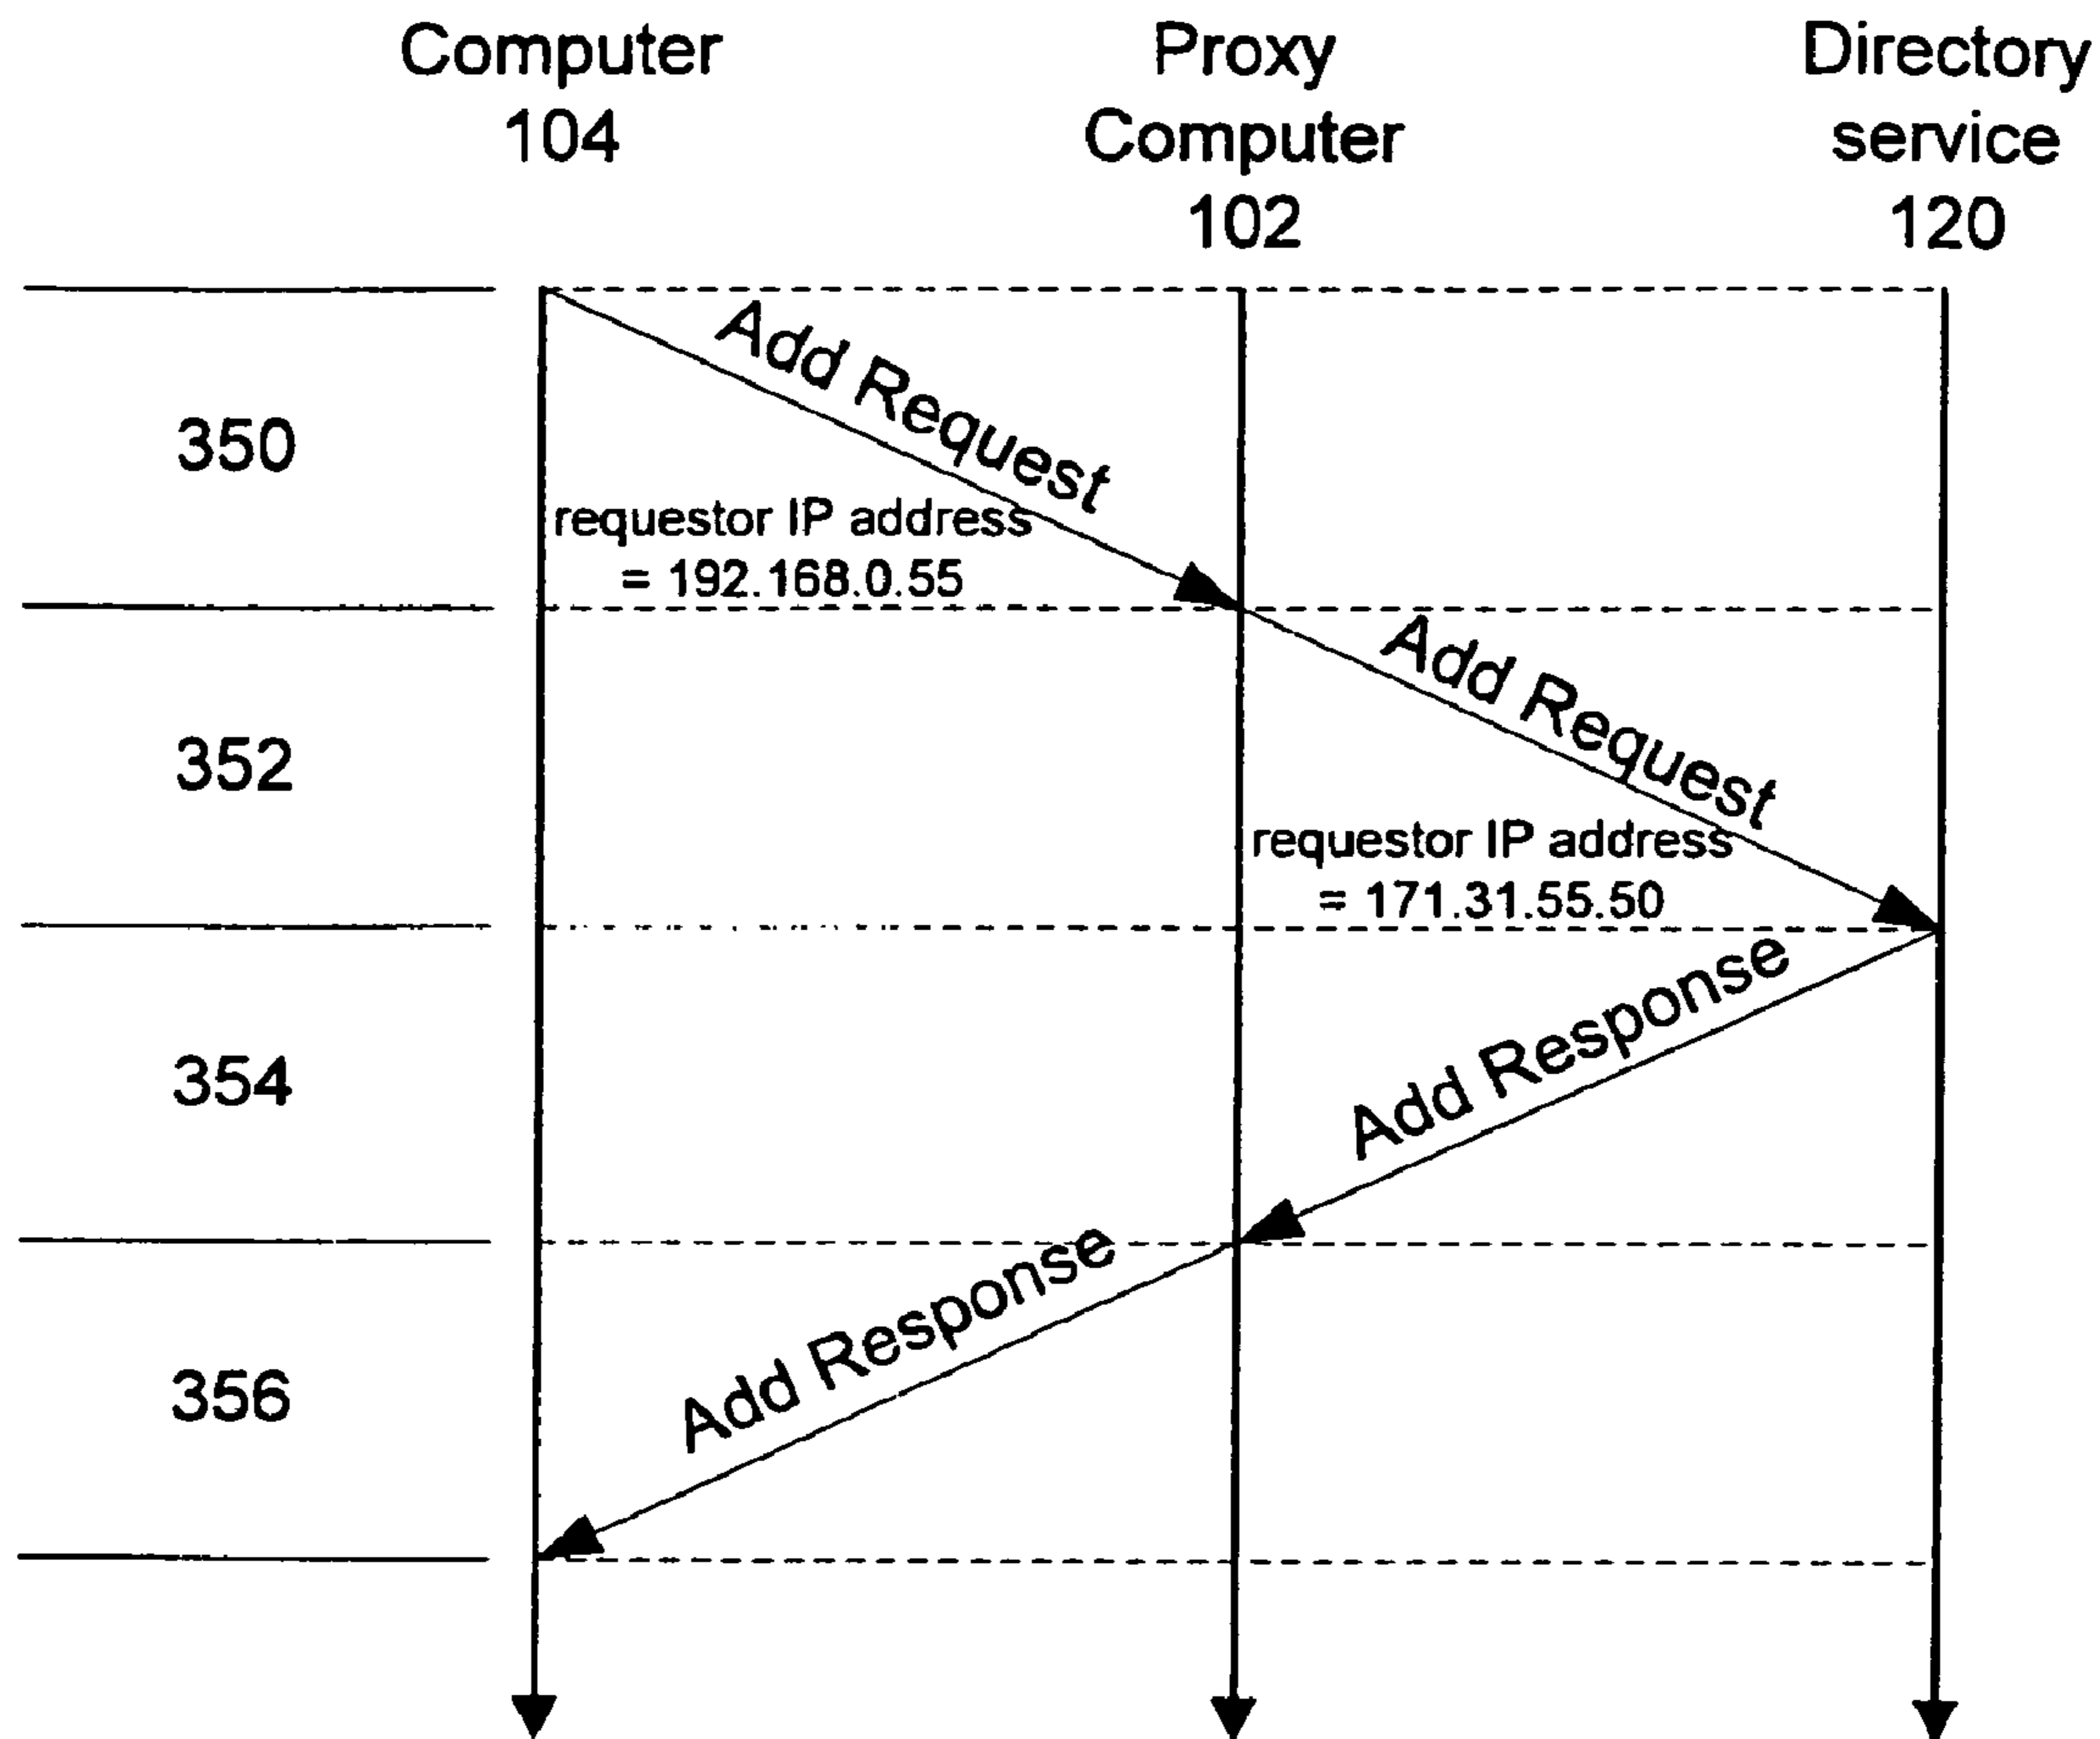 Computer
104
Proxy
Computer
102
Directory
service
120
350
Add Request
requestor IP address
= 192.168.0.55
352
Add Request
requestor IP address
= 171.31.55.50
354
Add Response
356
Add Response